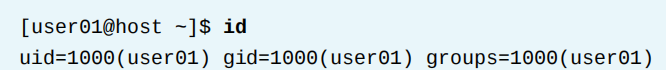 [user01@host ~]$ id
uid=1000(user01) gid=1000(user01) groups=1000(user01)